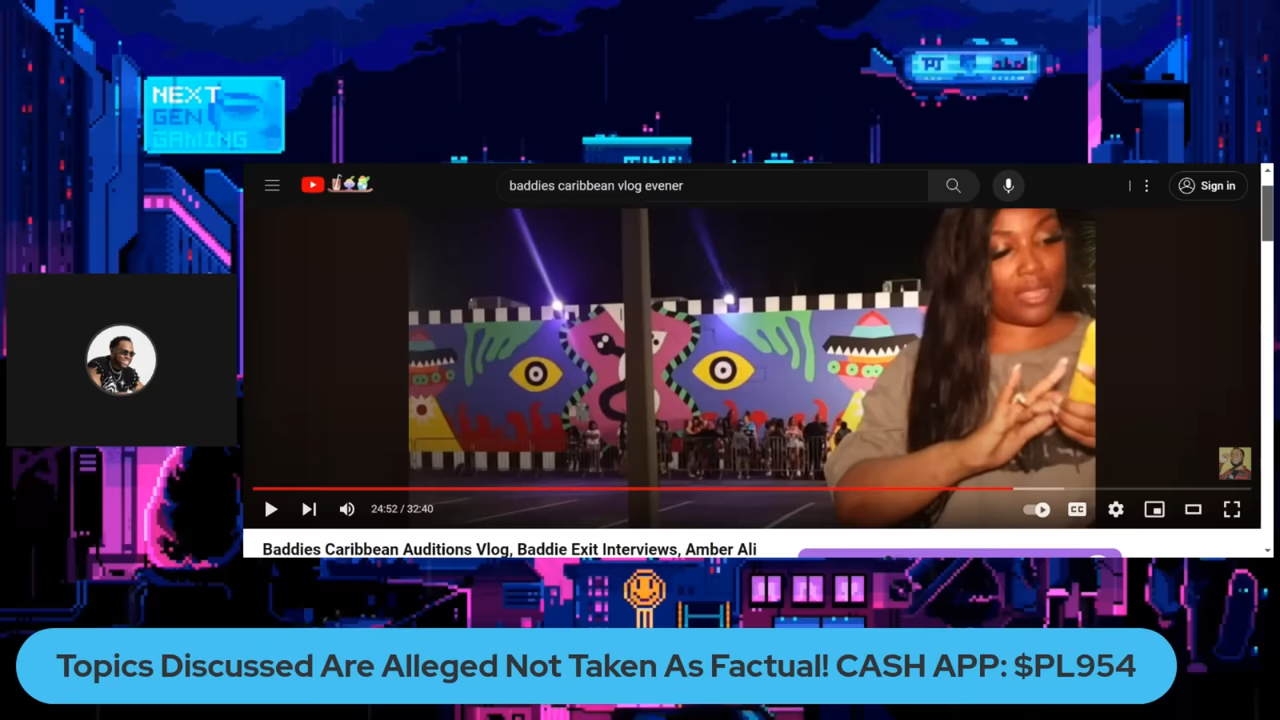 NEXT
GEN
GAMING
baddies caribbean vlog evener
Sign in
24:52 / 32:40
CC
Baddies Caribbean Auditions Vlog, Baddie Exit Interviews, Amber Ali
Topics Discussed Are Alleged Not Taken As Factual! CASH APP: $PL954